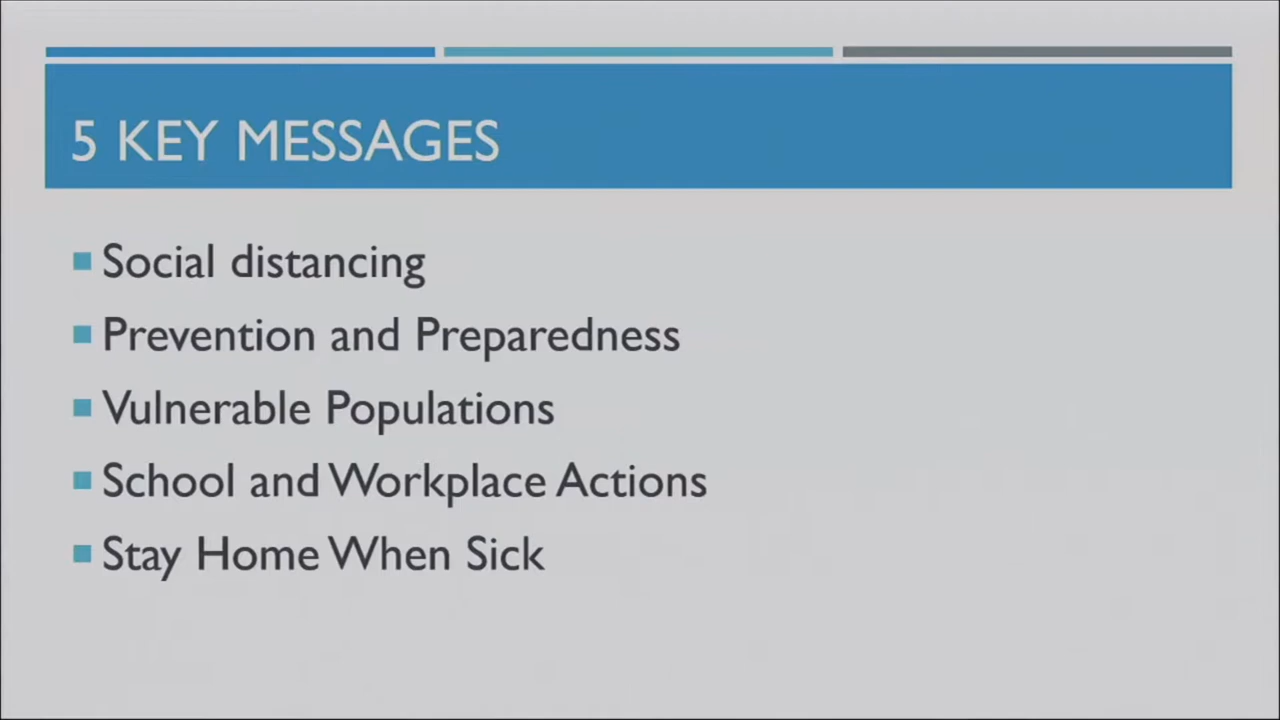 5 KEY MESSAGES
Social distancing
Prevention and Preparedness
Vulnerable Populations
School and Workplace Actions
Stay Home When Sick